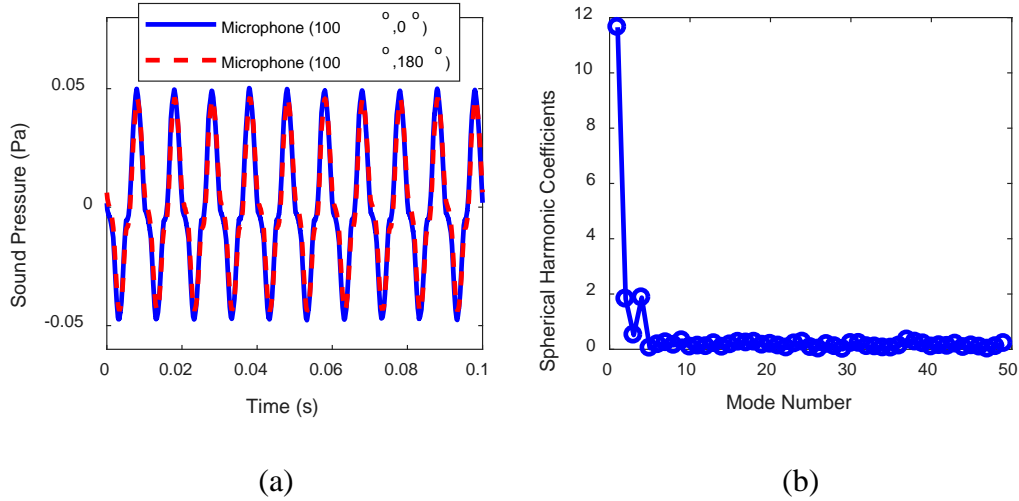 Microphone (100 o ,0 o )
Microphone (100 o ,180 o )
Sound Pressure (Pa)
0.05
0
-0.05
0 0.02 0.04 0.06 0.08 0.1
Time (s)
(a)
Spherical Harmonic Coefficients
12
10
8
6
4
2
0
0 10 20 30 40 50
Mode Number
(b)